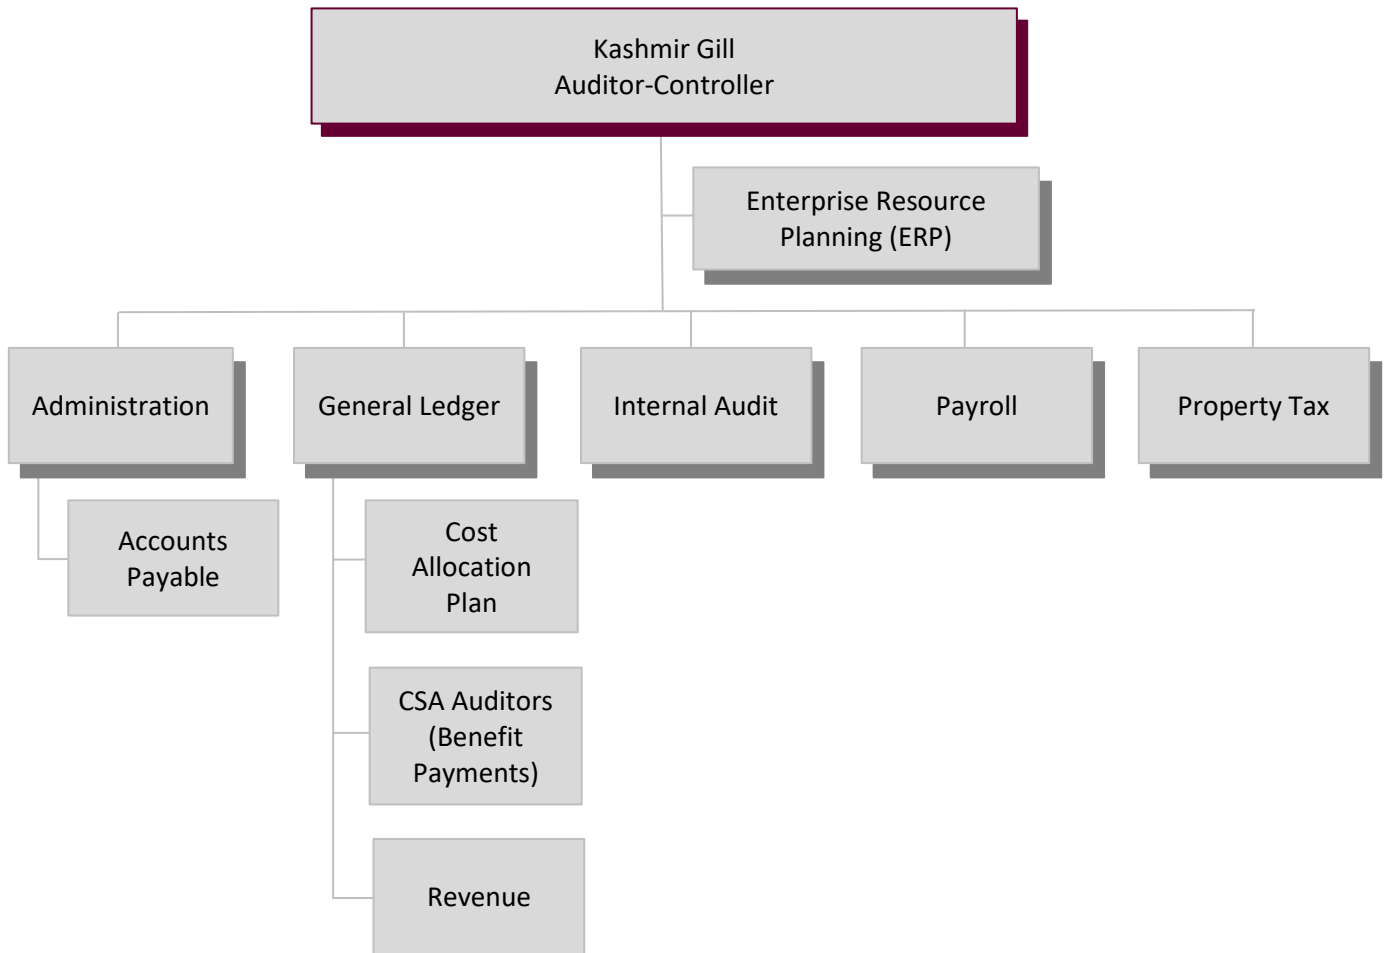 Kashmir Gill
Auditor-Controller
Enterprise Resource
Planning (ERP)
Administration
General Ledger
Internal Audit
Payroll
Property Tax
Accounts
Payable
Cost
Allocation
Plan
CSA Auditors
(Benefit
Payments)
Revenue